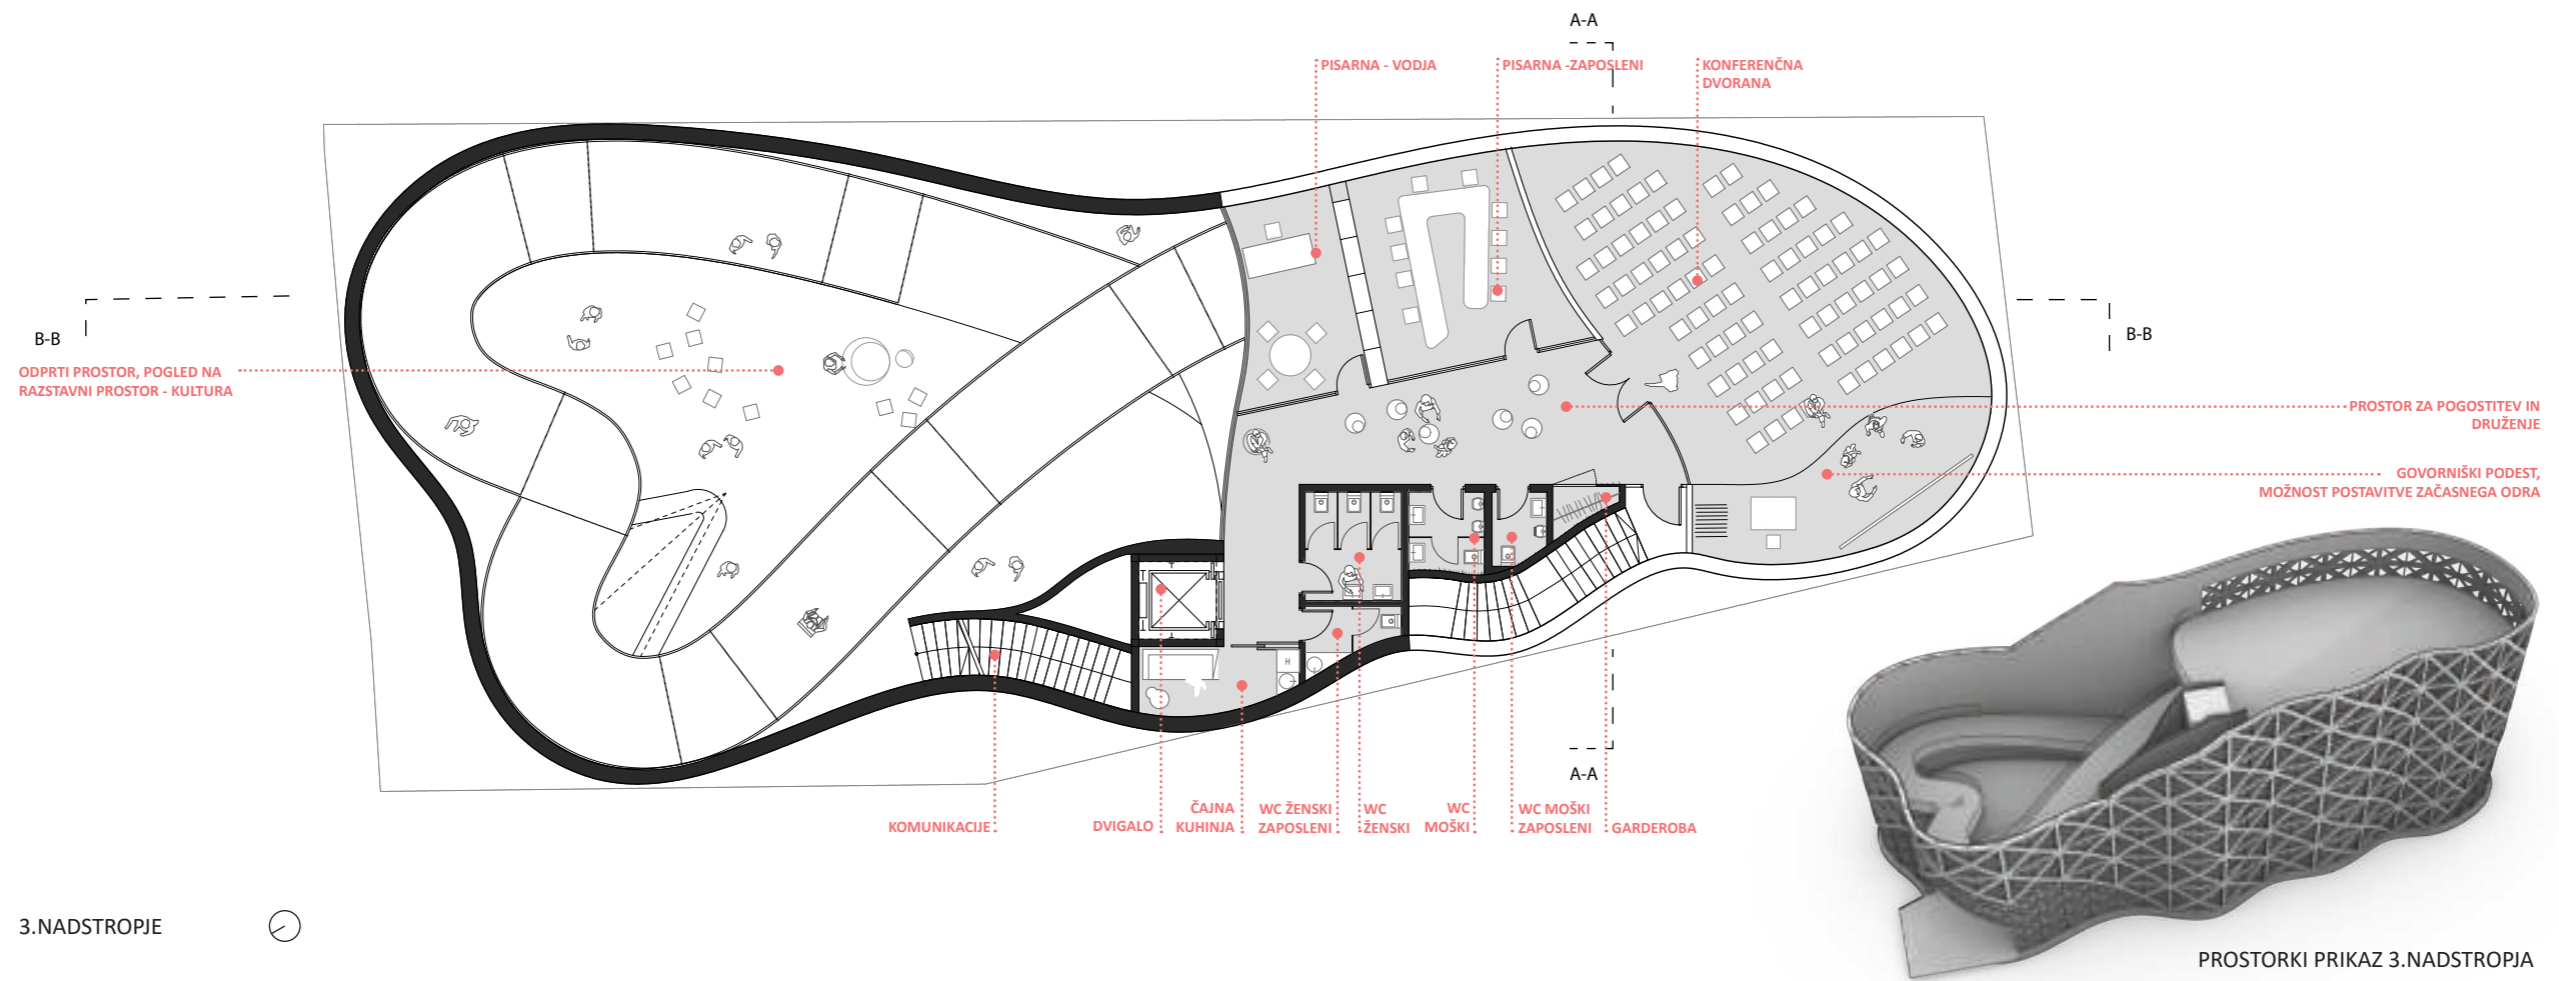 A-A
PISARNA - VODJA
PISARNA -ZAPOSLENI
KONFERENČNA
DVORANA
B-B
B-B
ODPRTI PROSTOR, POGLED NA
RAZSTAVNI PROSTOR - KULTURA
PROSTOR ZA POGOSTITEV IN
DRUŽENJE
GOVORNIŠKI PODEST,
MOŽNOST POSTAVITVE ZAČASNEGA ODRA
H
A-A
KOMUNIKACIJE
DVIGALO
ČAJNA
KUHINJA
WC ŽENSKI
ZAPOSLENI
WC
ŽENSKI
WC
MOŠKI
WC MOŠKI
ZAPOSLENI
GARDEROBA
3.NADSTROPJE
PROSTORKI PRIKAZ 3.NADSTROPJA